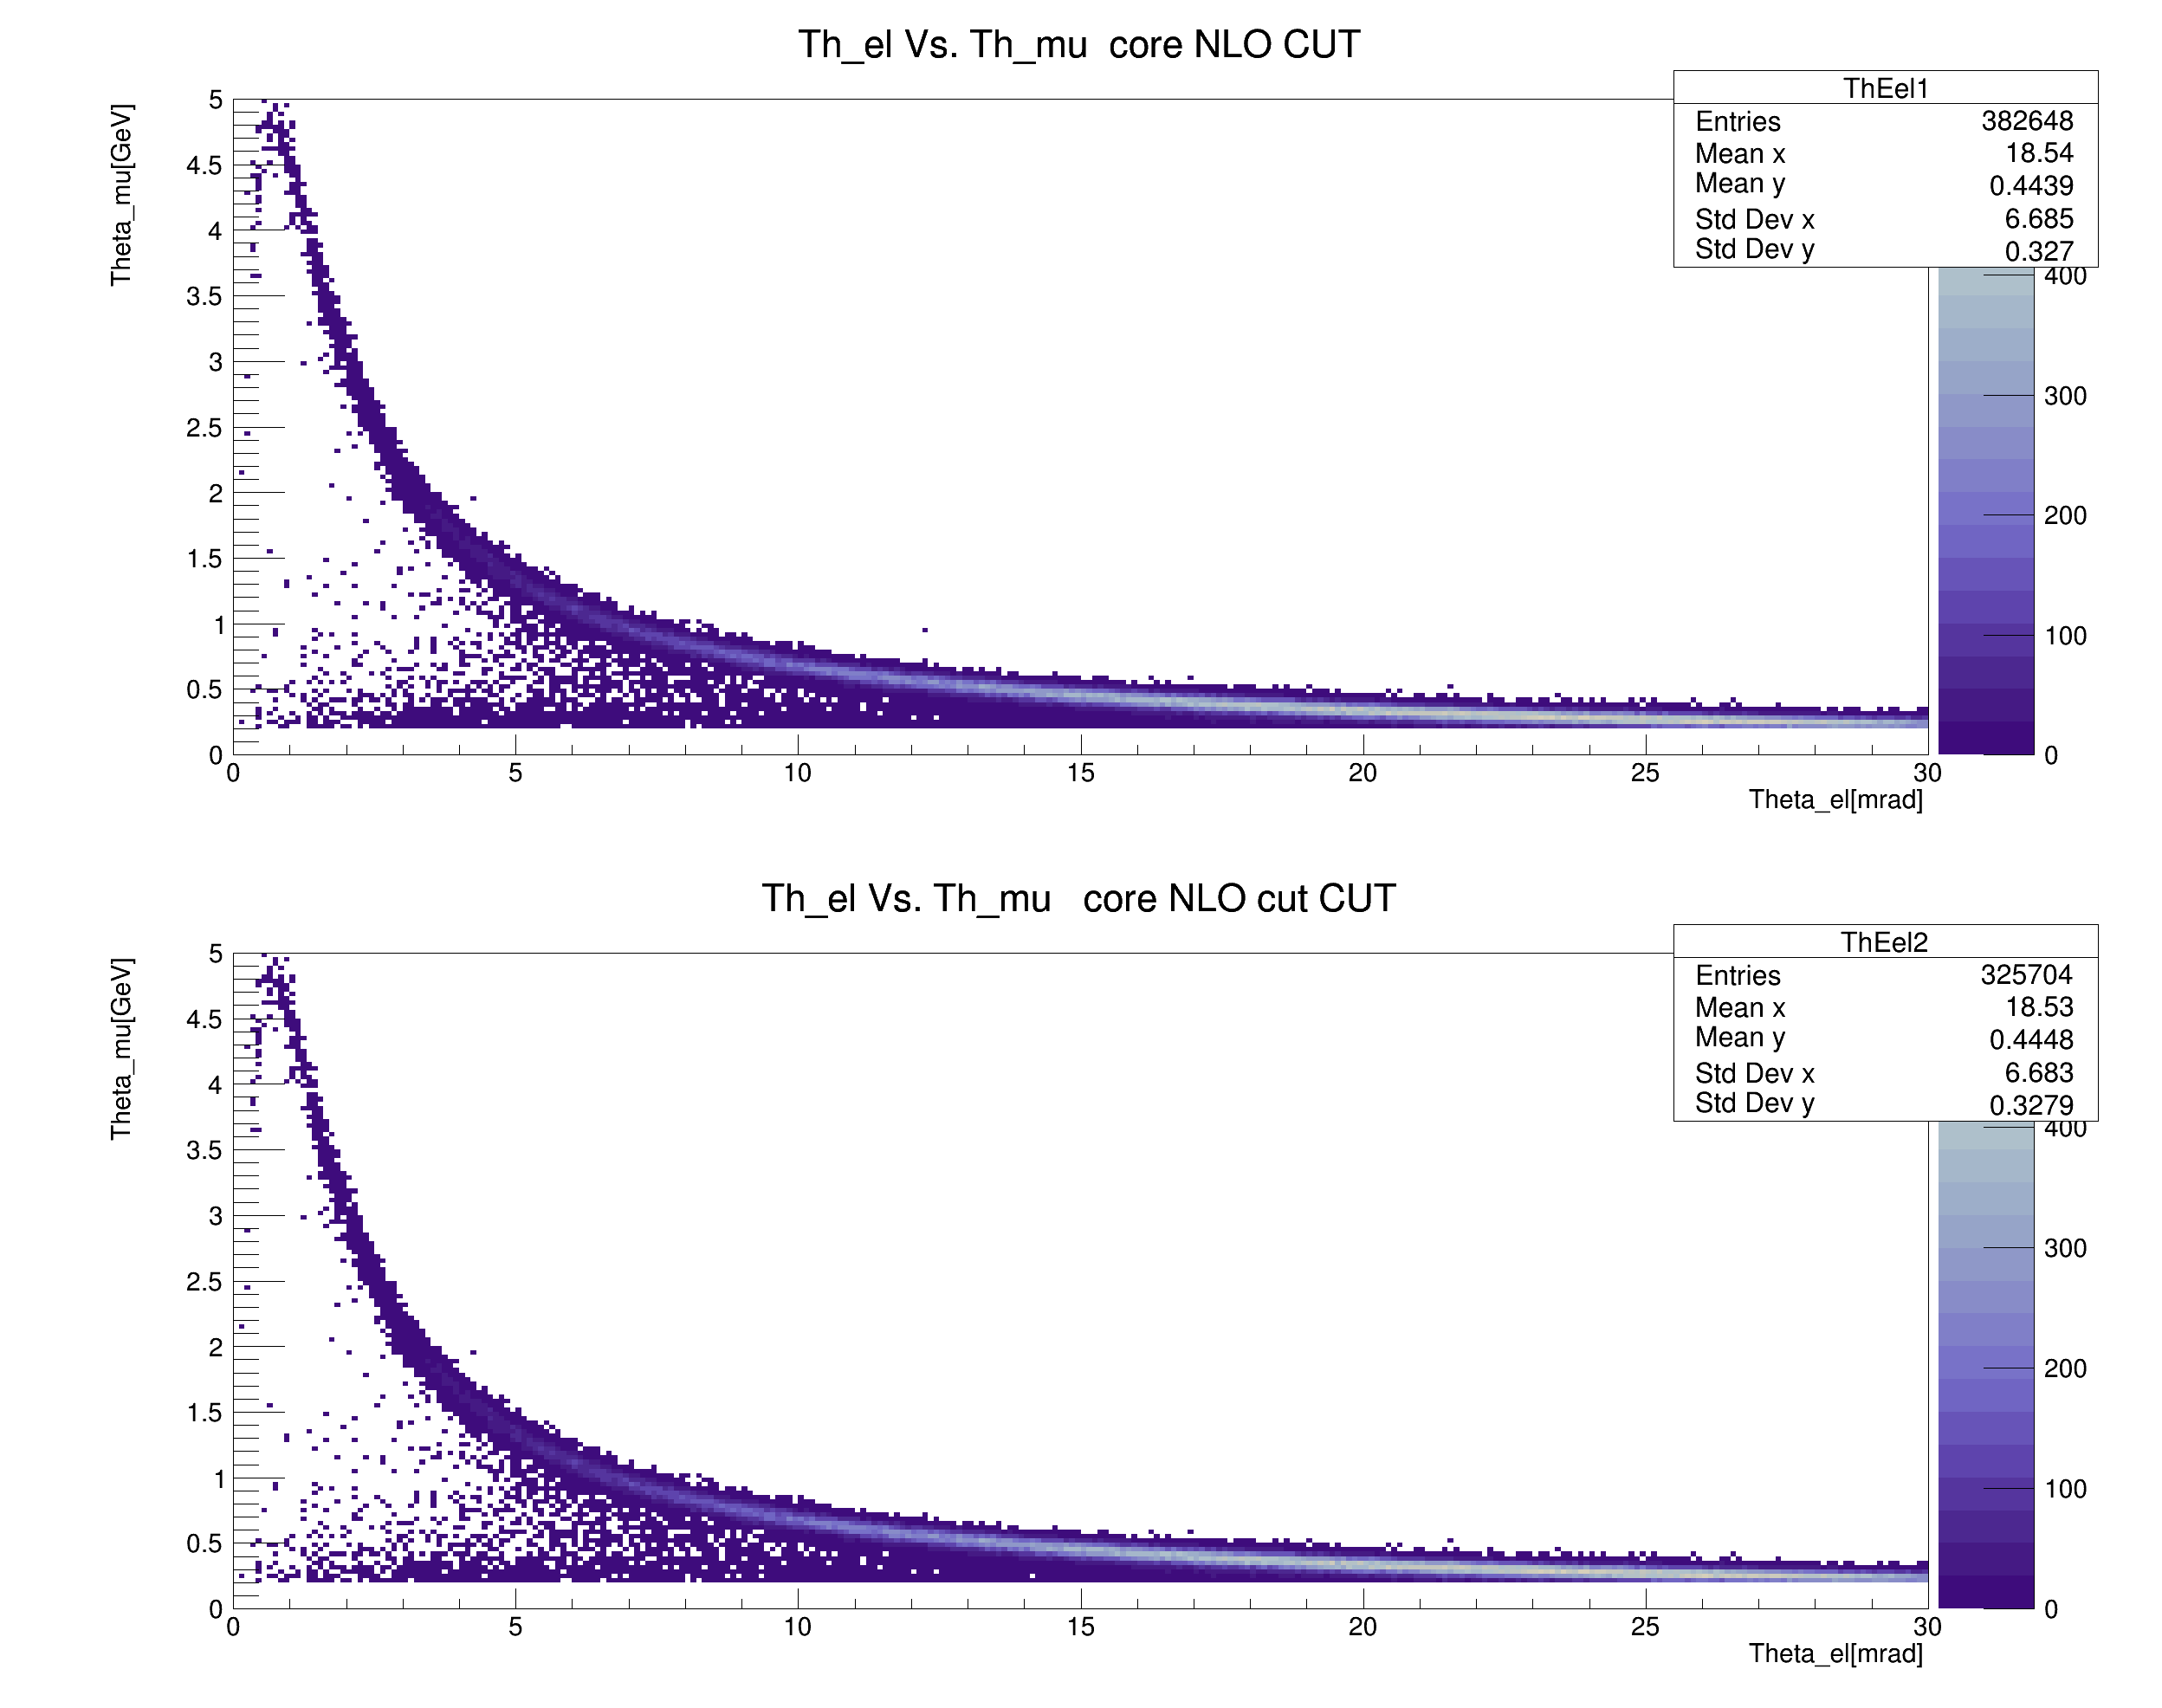 Th_el Vs. Th_mu  core NLO CUT
ThEel1
Entries 382648
Mean x 18.54
Mean y 0.4439
Std Dev x 6.685
Std Dev y 0.327
Theta_mu[GeV]
5
4.5
4
3.5
3
2.5
2
1.5
1
0.5
0
0 5 10 15 20 25 30
Theta_el[mrad]
400
300
200
100
0
Th_el Vs. Th_mu   core NLO cut CUT
ThEel2
Entries 325704
Mean x 18.53
Mean y 0.4448
Std Dev x 6.683
Std Dev y 0.3279
Theta_mu[GeV]
5
4.5
4
3.5
3
2.5
2
1.5
1
0.5
0
0 5 10 15 20 25 30
Theta_el[mrad]
400
300
200
100
0